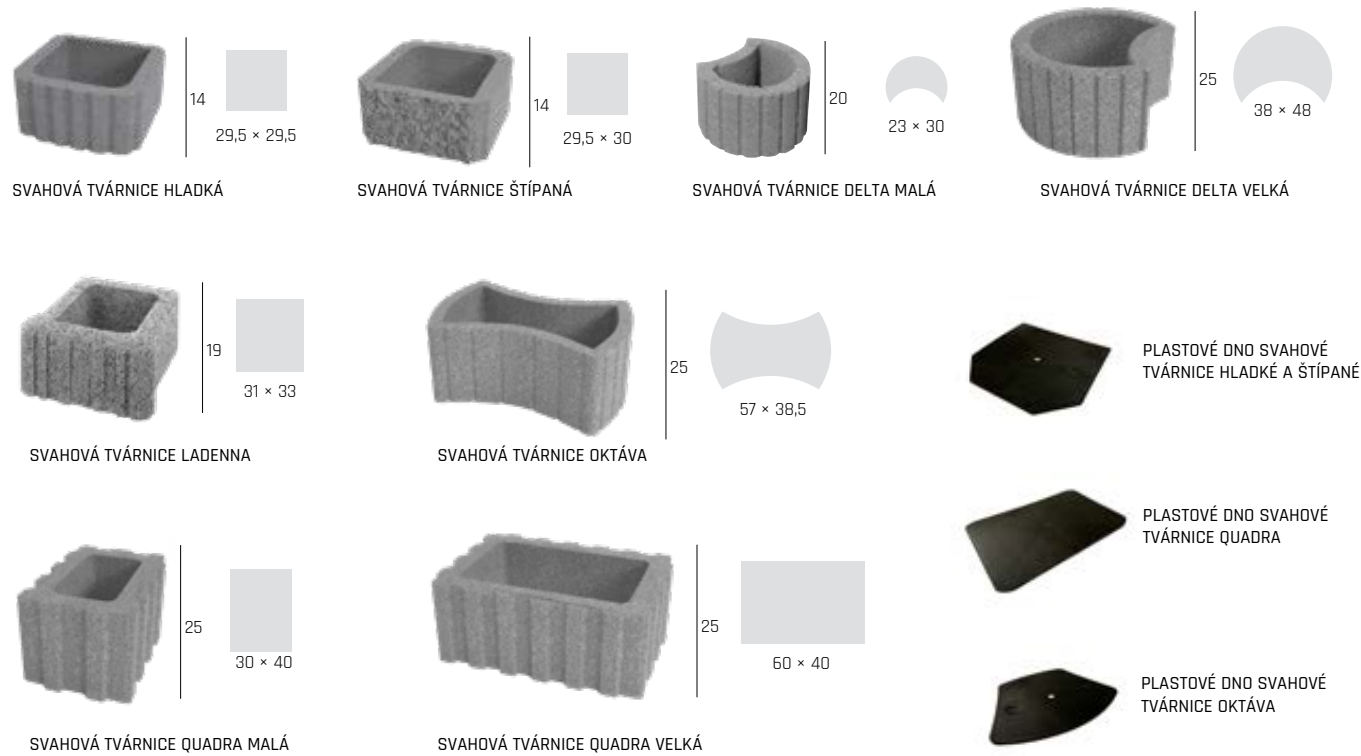 14
29,5 × 29,5
SVAHOVÁ TVÁRNICE HLADKÁ
14
29,5 × 30
SVAHOVÁ TVÁRNICE ŠTÍPANÁ
20
23 × 30
SVAHOVÁ TVÁRNICE DELTA MALÁ
25
38 × 48
SVAHOVÁ TVÁRNICE DELTA VELKÁ
19
31 × 33
SVAHOVÁ TVÁRNICE LADENNA
25
57 × 38,5
SVAHOVÁ TVÁRNICE OKTÁVA
PLASTOVÉ DNO SVAHOVÉ
TVÁRNICE HLADKÉ A ŠTÍPANÉ
PLASTOVÉ DNO SVAHOVÉ
TVÁRNICE QUADRA
25
30 × 40
SVAHOVÁ TVÁRNICE QUADRA MALÁ
25
60 × 40
SVAHOVÁ TVÁRNICE QUADRA VELKÁ
PLASTOVÉ DNO SVAHOVÉ
TVÁRNICE OKTÁVA